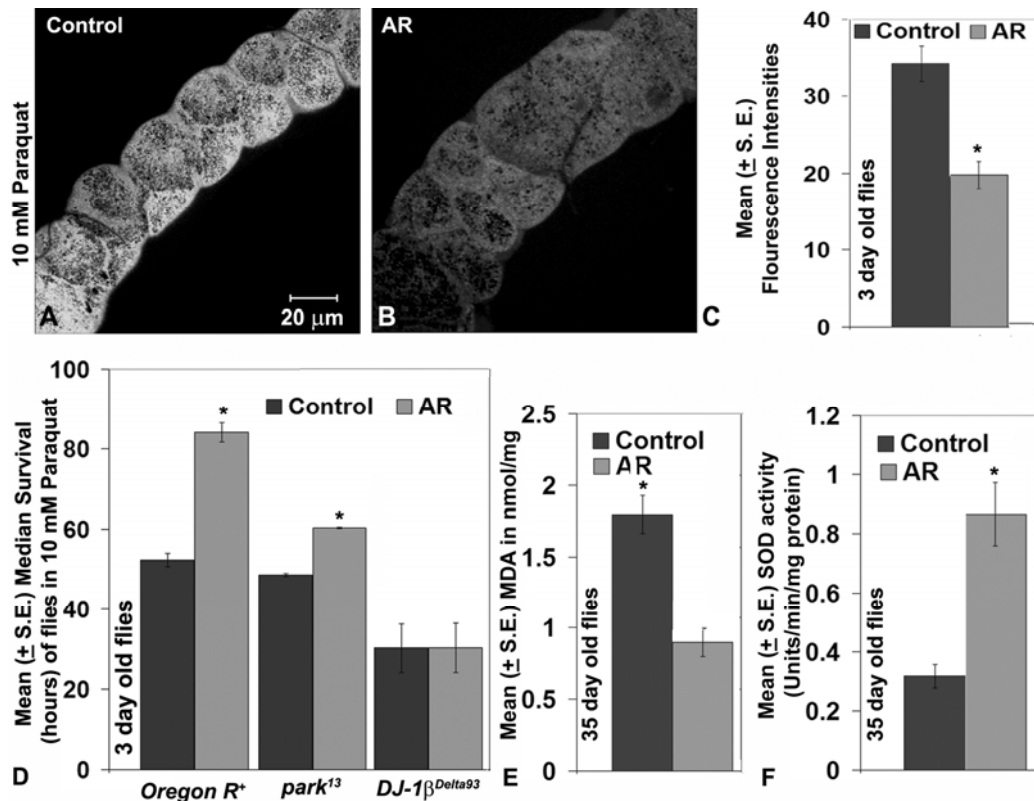 10 mM Paraquat
Control
20 µm
A
AR
B
Mean (± S. E.)
Flourescence Intensities
40
30
20
10
0
Control
AR
*
3 day old flies
C
Mean (± S.E.) Median Survival
(hours) of flies in 10 mM Paraquat
100
80
60
40
20
0
Control
AR
*
*
3 day old flies
Oregon R+
park13
DJ-1βDelta93
D
Mean (± S.E.) MDA in nmol/mg
2.5
2
1.5
1
0.5
0
Control
AR
*
35 day old flies
E
Mean (± S.E.) SOD activity
(Units/min/mg protein)
1.2
1
0.8
0.6
0.4
0.2
0
Control
AR
*
35 day old flies
F